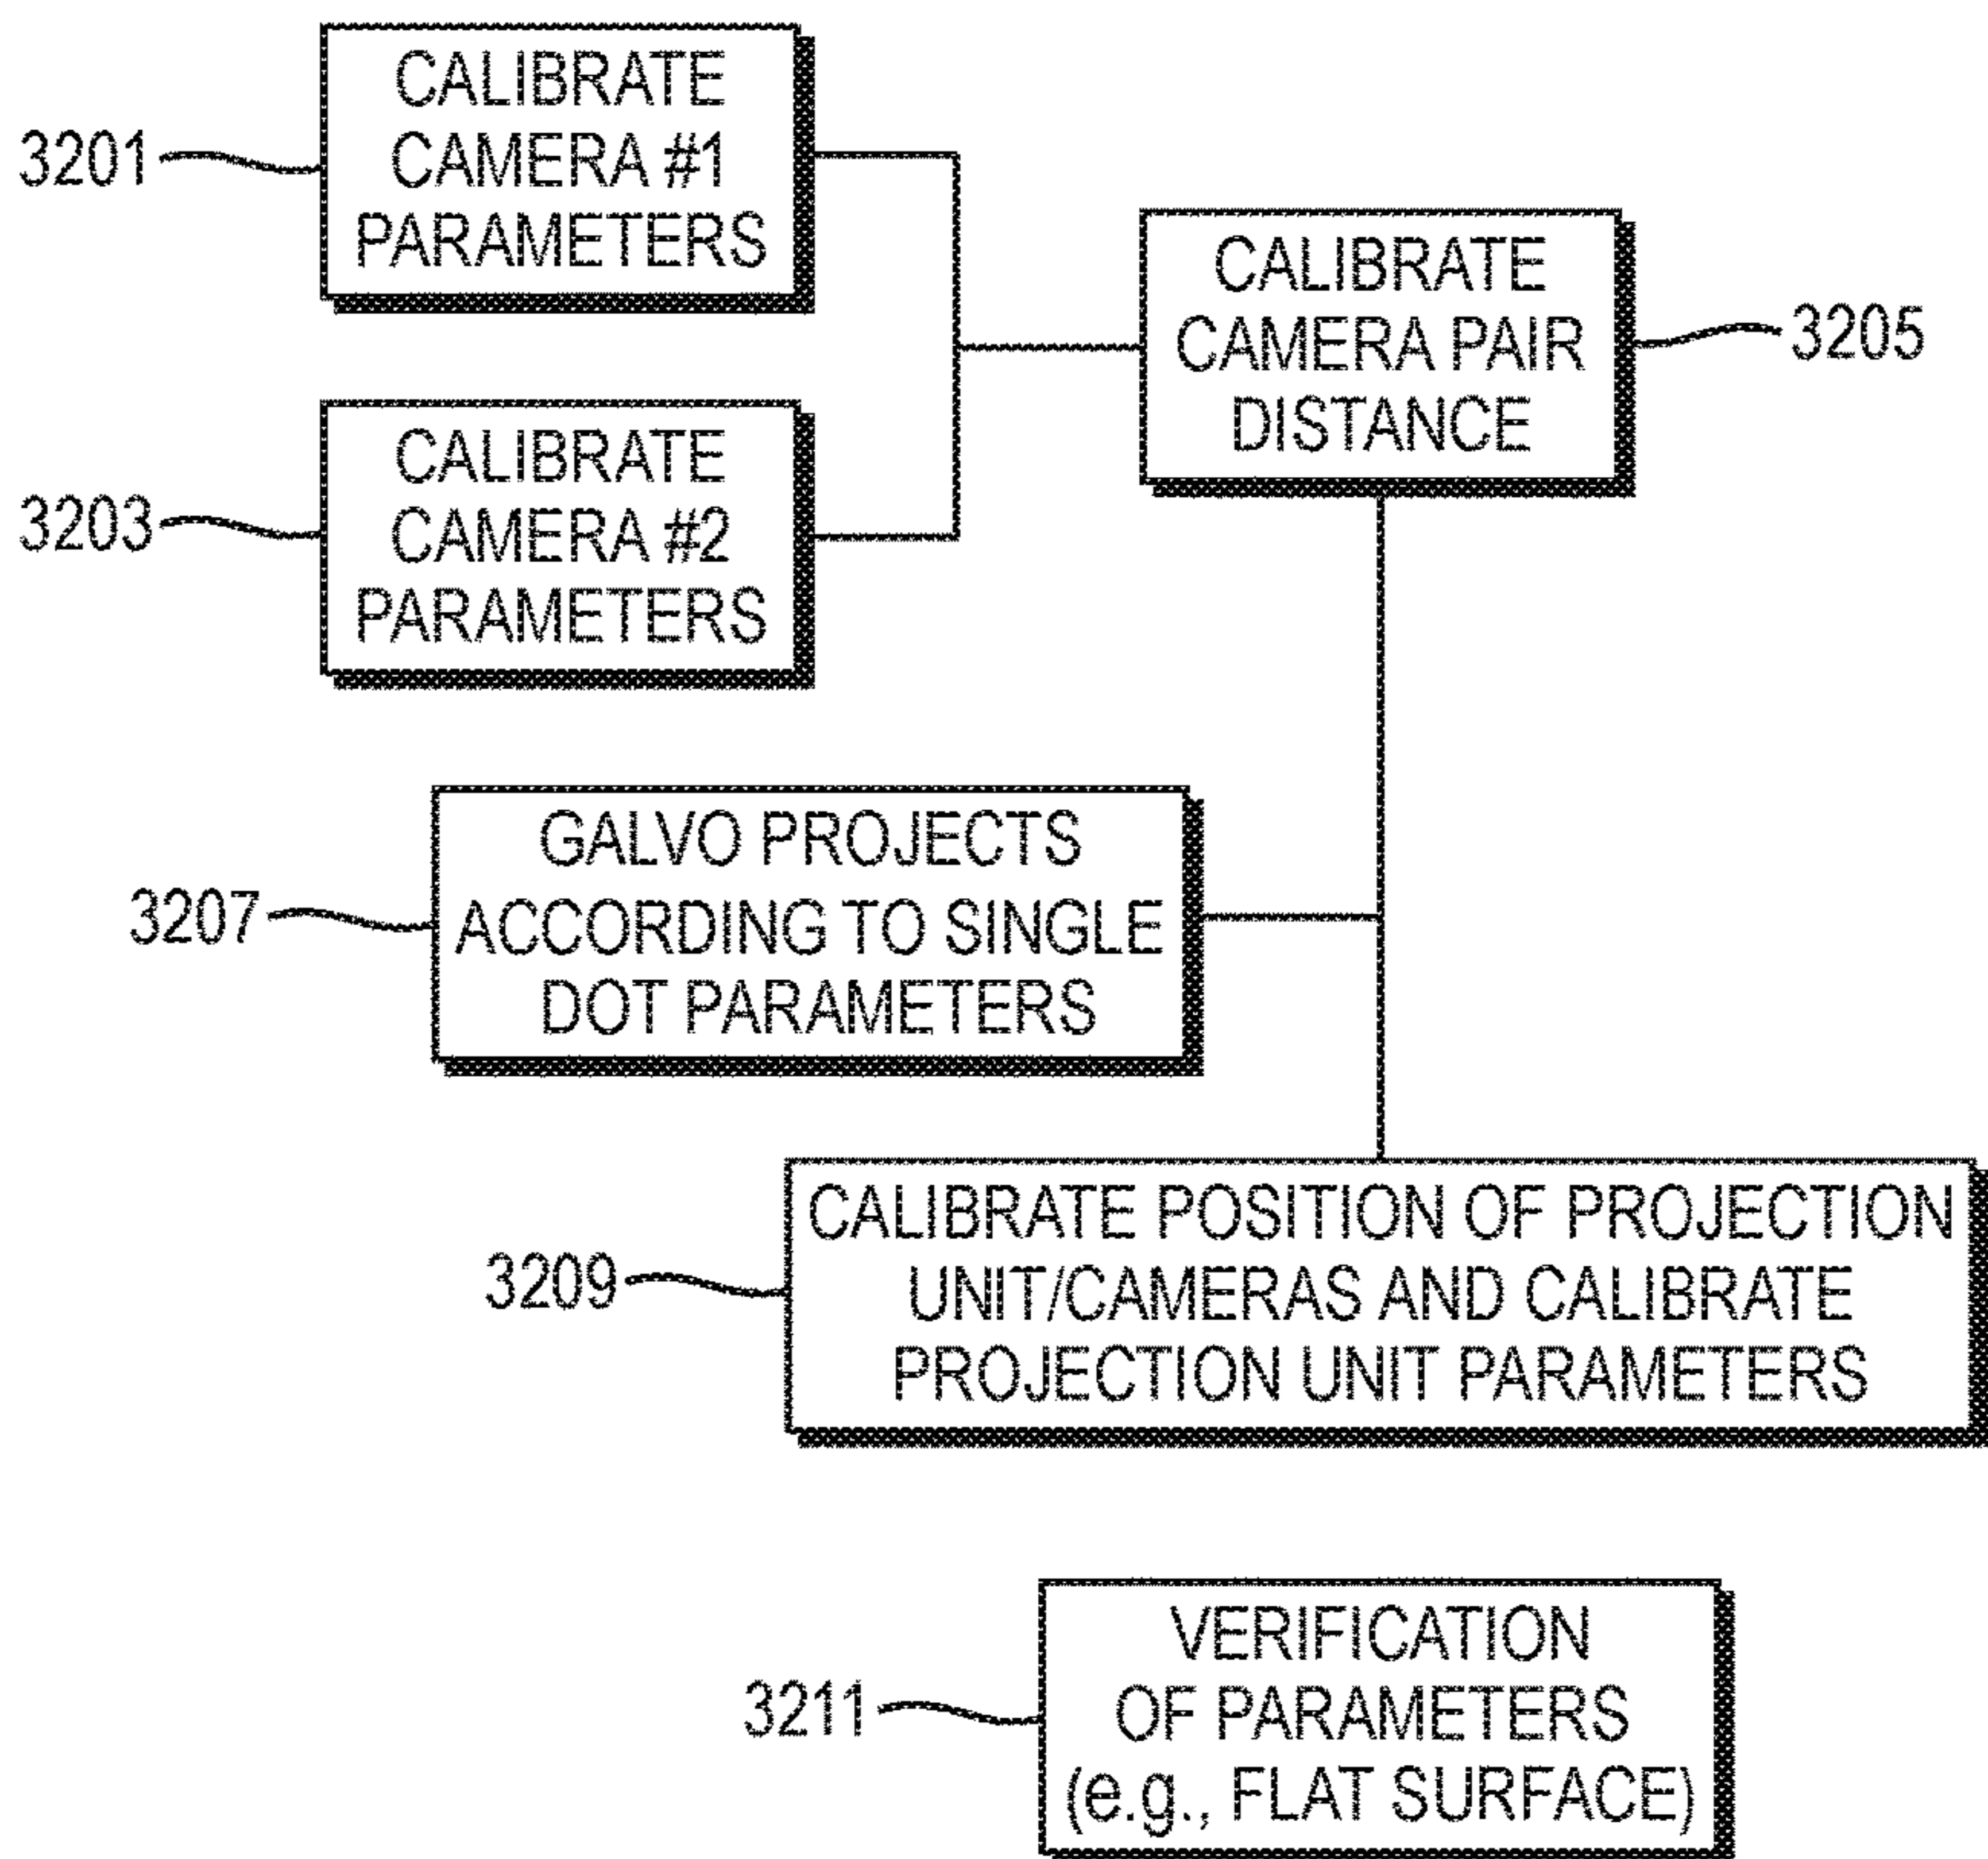 3201
CALIBRATE
CAMERA #1
PARAMETERS
3203
CALIBRATE
CAMERA #2
PARAMETERS
CALIBRATE
CAMERA PAIR
DISTANCE
3205
3207
GALVO PROJECTS
ACCORDING TO SINGLE
DOT PARAMETERS
3209
CALIBRATE POSITION OF PROJECTION
UNIT/CAMERAS AND CALIBRATE
PROJECTION UNIT PARAMETERS
3211
VERIFICATION
OF PARAMETERS
(e.g., FLAT SURFACE)